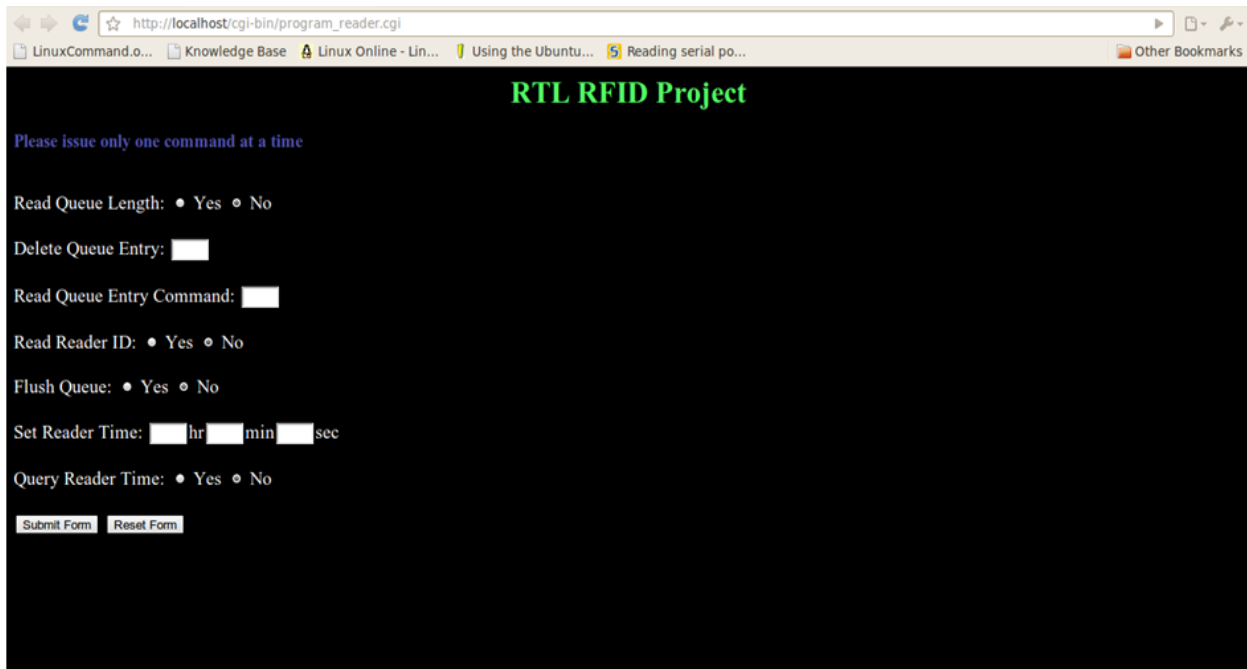 http://localhost/cgi-bin/program_reader.cgi
LinuxCommand.o... Knowledge Base Linux Online - Lin... Using the Ubuntu... Reading serial po... Other Bookmarks
RTL RFID Project
Please issue only one command at a time
Read Queue Length: Yes No
Delete Queue Entry:
Read Queue Entry Command:
Read Reader ID: Yes No
Flush Queue: Yes No
Set Reader Time: hr min sec
Query Reader Time: Yes No
Submit Form Reset Form